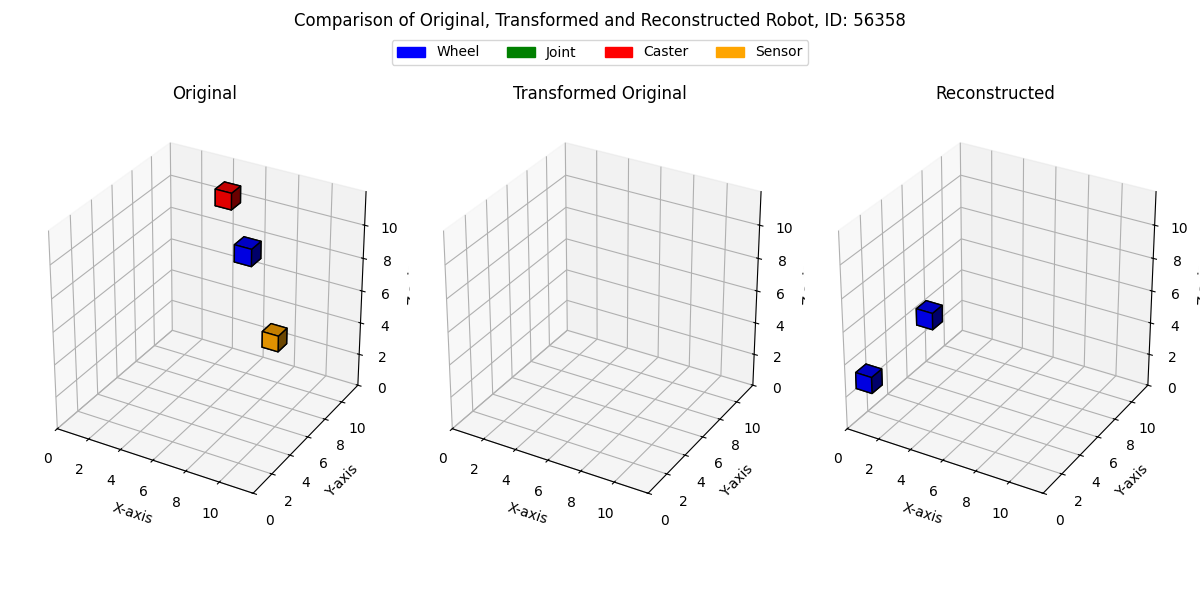 Comparison of Original, Transformed and Reconstructed Robot, ID: 56358
Wheel Joint Caster Sensor
Original
Transformed Original
Reconstructed
0 2 4 6 8 10
X-axis
0 2 4 6 8 10
Y-axis
0 2 4 6 8 10
0 2 4 6 8 10
X-axis
0 2 4 6 8 10
Y-axis
0 2 4 6 8 10
0 2 4 6 8 10
X-axis
0 2 4 6 8 10
Y-axis
0 2 4 6 8 10